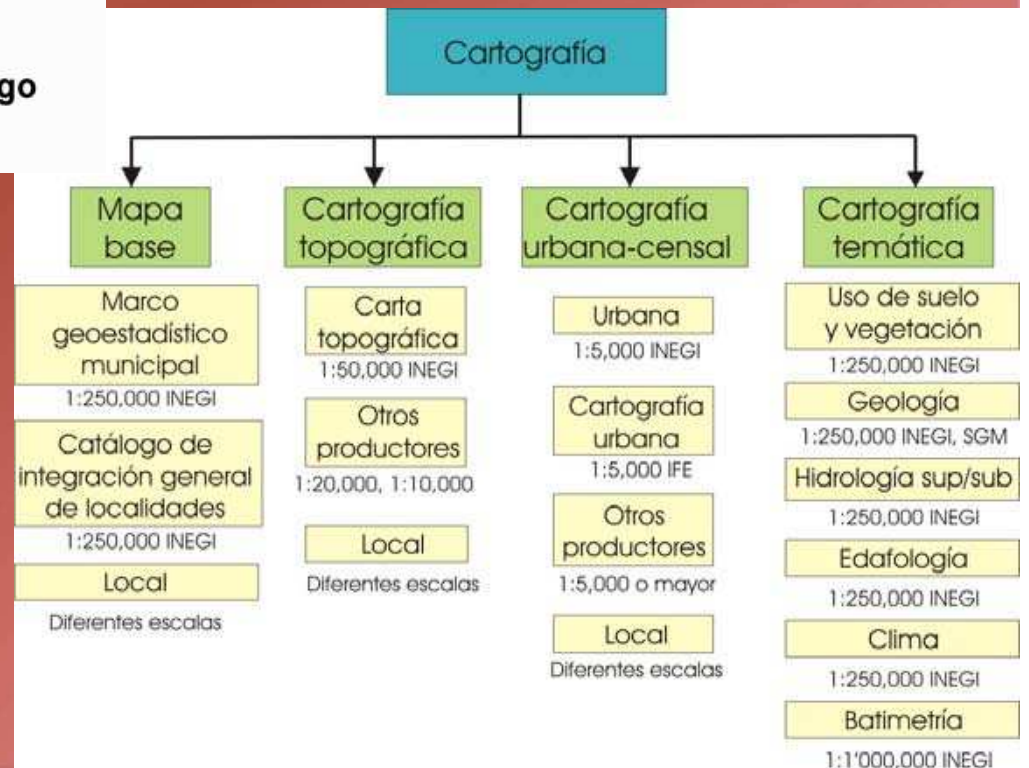 go
Cartografía
Mapa
base
Marco
geoestadístico
municipal
1:250,000 INEGI
Catálogo de
integración general
de localidades
1:250,000 INEGI
Local
Diferentes escalas
Cartografía
topográfica
Carta
topográfica
1:50,000 INEGI
Otros
productores
1:20,000, 1:10,000
Local
Diferentes escalas
Cartografía
urbana-censal
Urbana
1:5,000 INEGI
Cartografía
urbana
1:5,000 IFE
Otros
productores
1:5,000 o mayor
Local
Diferentes escalas
Cartografía
temática
Uso de suelo
y vegetación
1:250,000 INEGI
Geología
1:250,000 INEGI, SGM
Hidrología sup/sub
1:250,000 INEGI
Edafología
1:250,000 INEGI
Clima
1:250,000 INEGI
Batimetría
1:1'000,000 INEGI